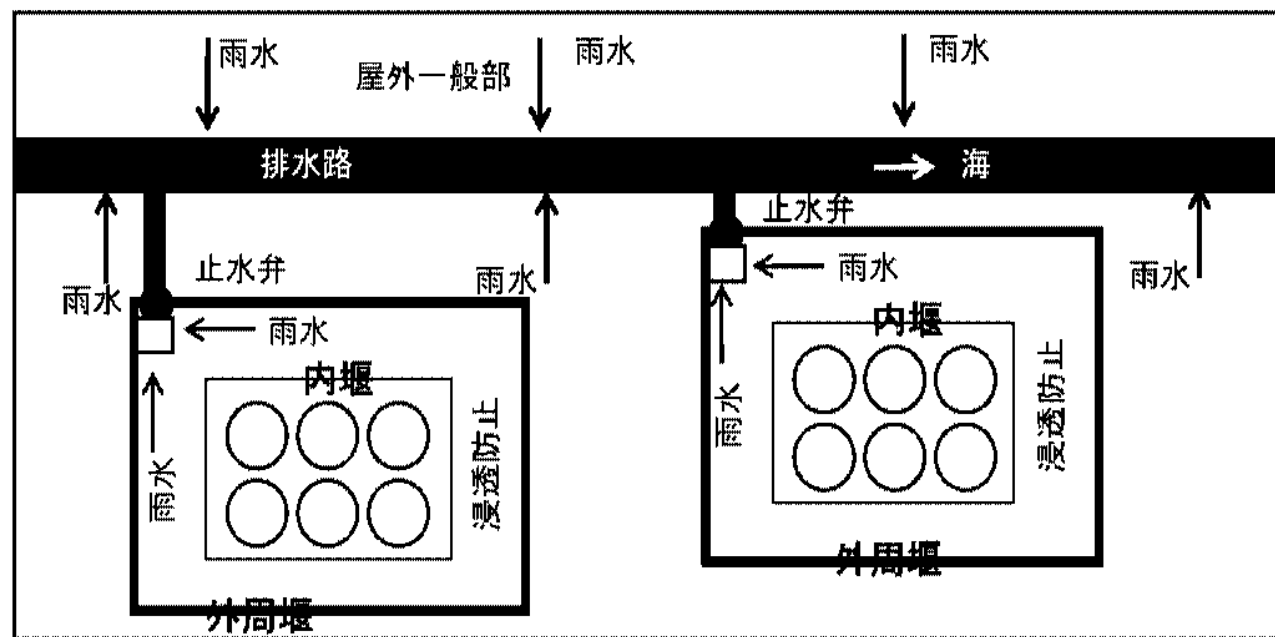 雨水
雨水
雨水
屋外一般部
排水路
海
止水弁
止水弁
雨水
雨水
雨水
雨水
雨水
雨水
内堰
内堰
浸透防止
雨水
浸透防止
雨水
外周堰
外周堰